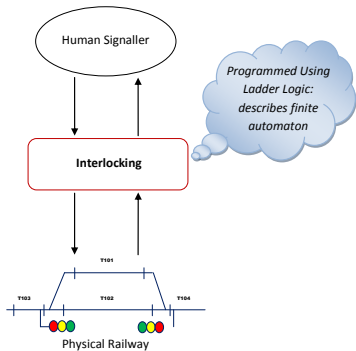 Human Signaller
Programmed Using
Ladder Logic:
describes finite
automaton
Interlocking
T101
T103
T102
T104
Physical Railway